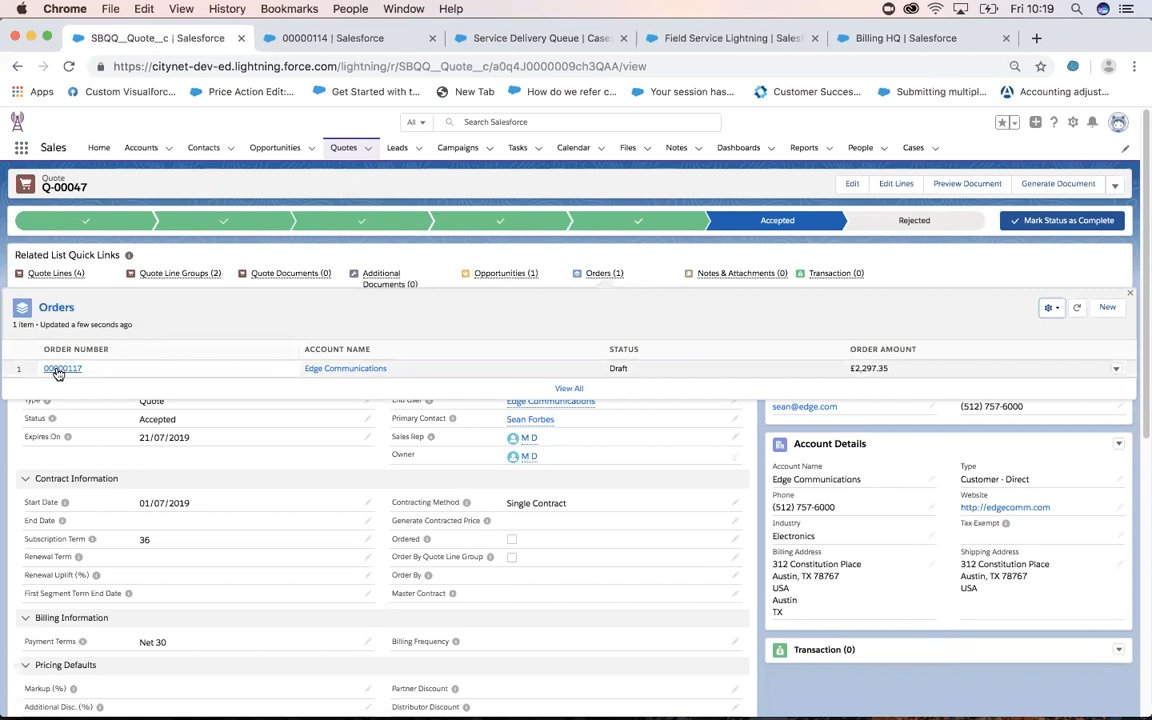 Chrome File Edit View History Bookmarks People Window Help Fri 10:19
SBQQ__Quote__c | Salesforce
00000114 | Salesforce
Service Delivery Queue | Case
Field Service Lightning | Sales
Billing HQ | Salesforce
https://citynet-dev-ed.lightning.force.com/lightning/r/SBQQ__Quote__c/a0q4J0000009ch3QAA/view
Apps Custom Visualforc... Price Action Edit:... Get Started with t... New Tab How do we refer c... Your session has... Customer Succes... Submitting multipl... Accounting adjust...
All Search Salesforce
Sales Home Accounts Contacts Opportunities Quotes Leads Campaigns Tasks Calendar Files Notes Dashboards Reports People Cases
Quote
Q-00047
Edit Edit Lines Preview Document Generate Document
Accepted Rejected Mark Status as Complete
Related List Quick Links
Quote Lines (4) Quote Line Groups (2) Quote Documents (0) Additional Documents (0) Opportunities (1) Orders (1) Notes & Attachments (0) Transaction (0)
Orders
1 item • Updated a few seconds ago
New
ORDER NUMBER ACCOUNT NAME STATUS ORDER AMOUNT
1 00000117 Edge Communications Draft £2,297.35
View All
Type Quote
Status Accepted
Expires On 21/07/2019
End User Edge Communications
Primary Contact Sean Forbes
Sales Rep M D
Owner M D
Contract Information
Start Date 01/07/2019
End Date
Subscription Term 36
Renewal Term
Renewal Uplift (%)
First Segment Term End Date
Contracting Method Single Contract
Generate Contracted Price
Ordered
Order By Quote Line Group
Order By
Master Contract
Billing Information
Payment Terms Net 30
Billing Frequency
Pricing Defaults
Markup (%)
Additional Disc. (%)
Partner Discount
Distributor Discount
sean@edge.com (512) 757-6000
Account Details
Account Name
Edge Communications
Type
Customer - Direct
Phone
(512) 757-6000
Website
http://edgecomm.com
Industry
Electronics
Tax-Exempt
Billing Address
312 Constitution Place
Austin, TX 78767
USA
Austin
TX
Shipping Address
312 Constitution Place
Austin, TX 78767
USA
Transaction (0)